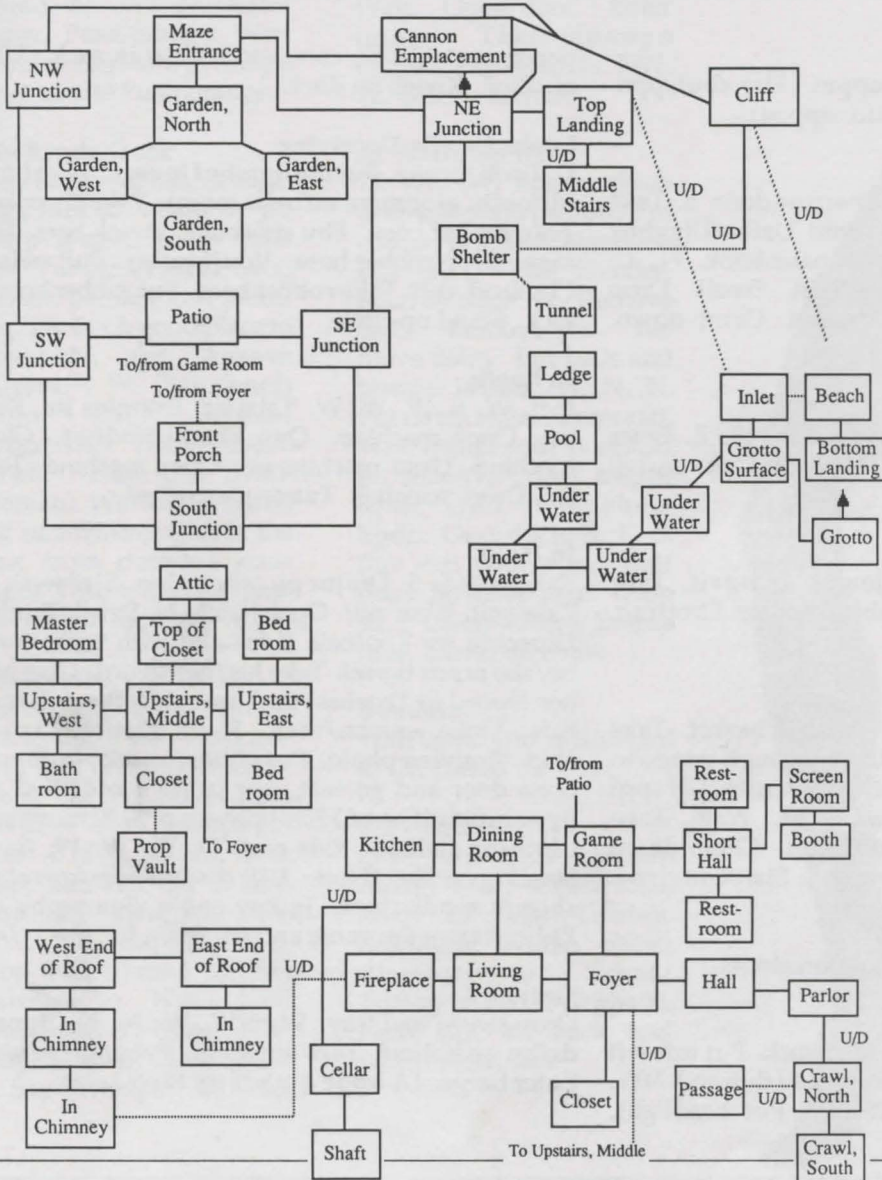 Maze
Entrance
NW
Junction
Cannon
Emplacement
Garden,
North
NE
Junction
Top
Landing
Cliff
Garden,
West
Garden,
East
U/D
Middle
Stairs
U/D
U/D
Garden,
South
Bomb
Shelter
Patio
SW
Junction
SE
Junction
Tunnel
To/from Game Room
To/from Foyer
Ledge
Inlet
Beach
Front
Porch
Pool
U/D
Grotto
Surface
Bottom
Landing
South Junction
Under
Water
Under
Water
Grotto
Under
Water
Under
Water
Attic
Master
Bedroom
Top of
Closet
Bed
room
Upstairs,
West
Upstairs,
Middle
Upstairs,
East
Bath
room
Closet
Bed
room
To/from
Patio
Rest-
room
Screen
Room
Prop
Vault
To Foyer
Kitchen
Dining
Room
Game
Room
Short
Hall
Booth
U/D
Rest-
room
West End
of Roof
East End
of Roof
U/D
Fireplace
Living
Room
Foyer
Hall
Parlor
In
Chimney
In
Chimney
U/D
U/D
Cellar
In
Chimney
Closet
Passage
U/D
Crawl,
North
Shaft
To Upstairs, Middle
Crawl,
South